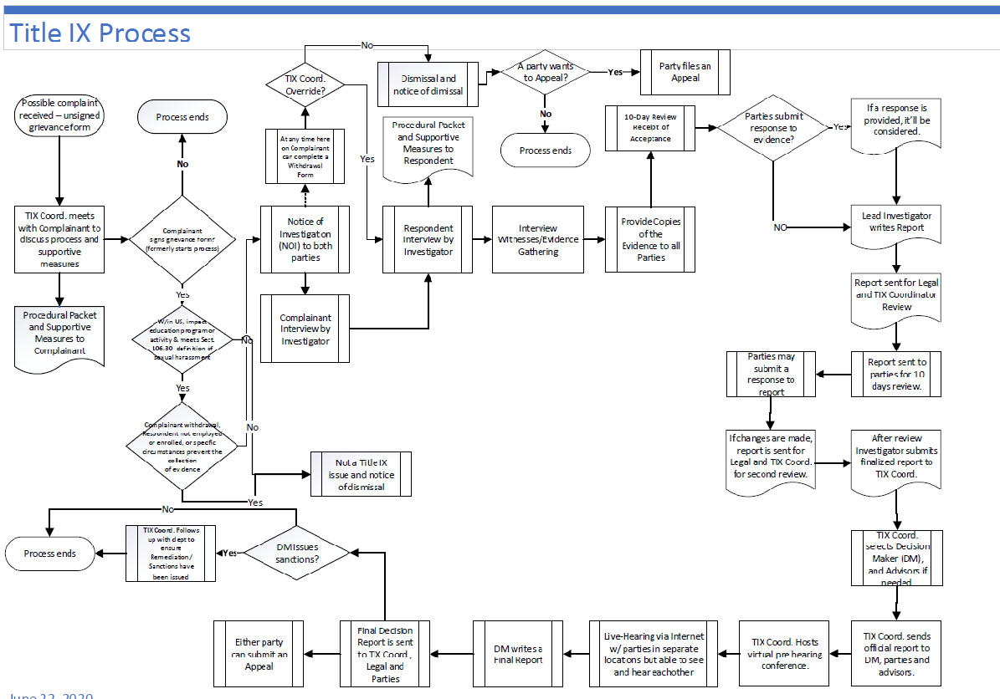 Title IX Process
Possible complaint
received – unsigned
grievance form
Process ends
No
TIX Coord. meets
with Complainant to
discuss process and
supportive
measures
Complainant
signs grievance form?
(formerly starts process)
Procedural Packet
and Supportive
Measures to
Complainant
Yes
W/in US, impact
education program or
activity & meets Sect.
106.30 definition of
sexual harassment
No
Yes
Complainant withdrawal,
Respondent not employed
or enrolled, or specific
circumstances prevent the
collection
of evidence
No
Yes
Not a Title IX
issue and notice
of dismissal
TIX Coord.
Override?
No
Yes
At any time here
on Complainant
can complete a
Withdrawal
Form
Notice of
Investigation
(NOI) to both
parties
Complainant
Interview by
Investigator
Dismissal and
notice of dimissal
A party wants
to Appeal?
Yes
Party files an
Appeal
No
Process ends
Procedural Packet
and Supportive
Measures to
Respondent
Respondent
Interview by
Investigator
Interview
Witnesses/Evidence
Gathering
Provide Copies
of the
Evidence to all
Parties
10-Day Review
Receipt of
Acceptance
Parties submit
response to
evidence?
Yes
If a response is
provided, it'll be
considered.
NO
Lead Investigator
writes Report
Report sent for Legal
and TIX Coordinator
Review
Report sent to
parties for 10
days review.
Parties may
submit a
response to
report
If changes are made,
report is sent for
Legal and TIX Coord.
for second review.
After review
Investigator submits
finalized report to
TIX Coord.
TIX Coord.
selects Decision
Maker (DM),
and Advisors if
needed
TIX Coord. sends
official report to
DM, parties and
advisors.
TIX Coord. Hosts
virtual pre hearing
conference.
Live-Hearing via Internet
w/ parties in separate
locations but able to see
and hear eachother
DM writes a
Final Report
Final Decision
Report is sent
to TIX Coord,
Legal and
Parties
Either party
can submit an
Appeal
DM Issues
sanctions?
No
Yes
TIX Coord. Follows
up with dept to
ensure
Remediation/
Sanctions have
been issued
Process ends
June 22, 2020